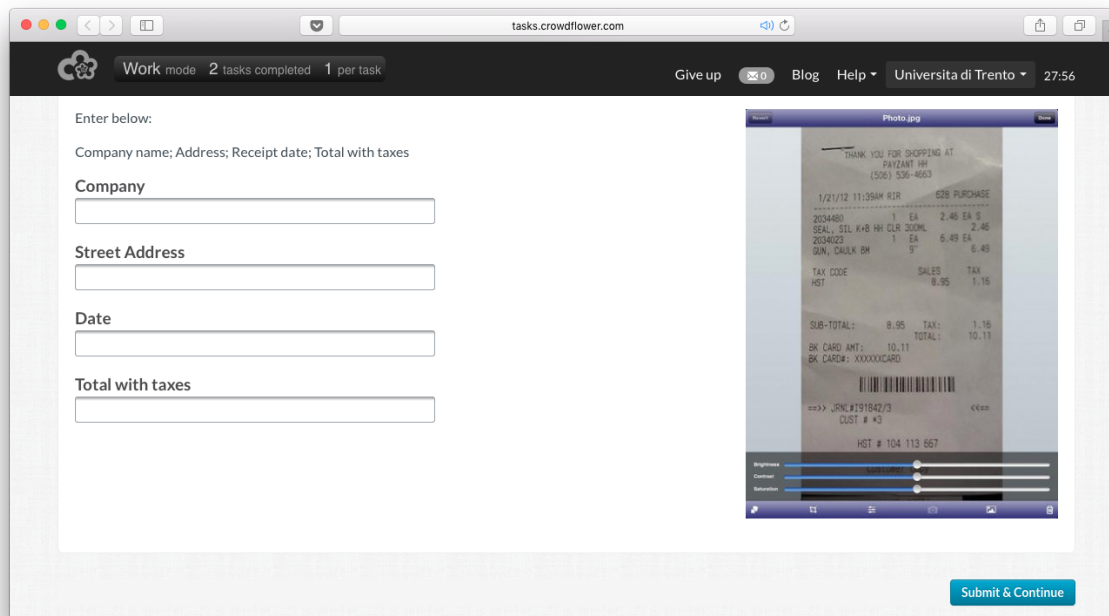 tasks.crowdflower.com
Work mode 2 tasks completed 1 per task
Give up 0 Blog Help Universita di Trento 27:56
Enter below:
Company name; Address; Receipt date; Total with taxes
Company
Street Address
Date
Total with taxes
Revert Photo.jpg Done
THANK YOU FOR SHOPPING AT
PAYZANT HH
(506) 536-4663
1/21/12 11:39AM RIR 628 PURCHASE
2034480 1 EA 2.46 EA S
SEAL, SIL K+B HH CLR 300ML 2.46
2034023 1 EA 6.49 EA
GUN, CAULK BM 9" 6.49
TAX CODE SALES TAX
HST 8.95 1.16
SUB-TOTAL: 8.95 TAX: 1.16
TOTAL: 10.11
BK CARD AMT: 10.11
BK CARD#: XXXXXXCARD
==>> JRNL#I91842/3 <<==
CUST # *3
HST # 104 113 667
Customer Copy
Brightness
Contrast
Saturation
Submit & Continue